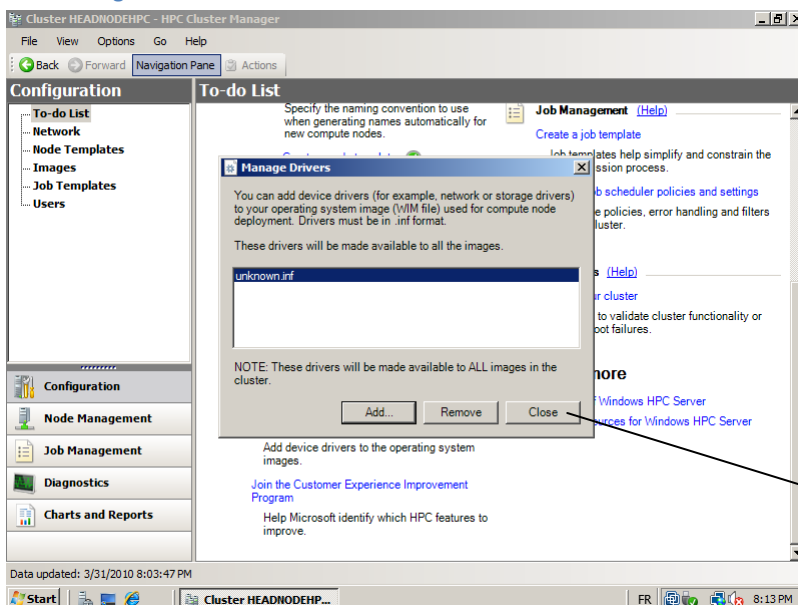 Cluster HEADNODEHPC - HPC Cluster Manager
File View Options Go Help
Back Forward Navigation Pane Actions
Configuration
To-do List
Network
Node Templates
Images
Job Templates
Users
Configuration
Node Management
Job Management
Diagnostics
Charts and Reports
To-do List
Specify the naming convention to use
when generating names automatically for
new compute nodes.
Manage Drivers
You can add device drivers (for example, network or storage drivers)
to your operating system image (WIM file) used for compute node
deployment. Drivers must be in .inf format.
These drivers will be made available to all the images.
unknown.inf
NOTE: These drivers will be made available to ALL images in the
cluster.
Add... Remove Close
Add device drivers to the operating system
images.
Join the Customer Experience Improvement
Program
Help Microsoft identify which HPC features to
improve.
Job Management (Help)
Create a job template
Job templates help simplify and constrain the
ssion process.
b scheduler policies and settings
e policies, error handling and filters
luster.
s (Help)
ur cluster
to validate cluster functionality or
oot failures.
nore
f Windows HPC Server
ources for Windows HPC Server
Data updated: 3/31/2010 8:03:47 PM
Start Cluster HEADNODEHP... FR 8:13 PM